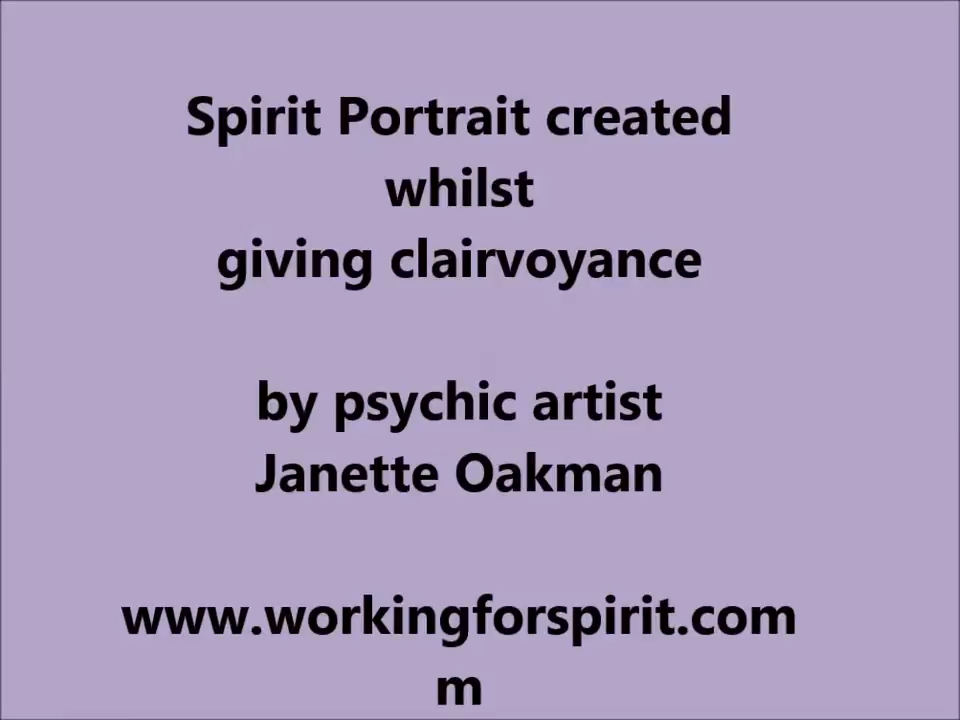 Spirit Portrait created
whilst
giving clairvoyance
by psychic artist
Janette Oakman
www.workingforspirit.com
m